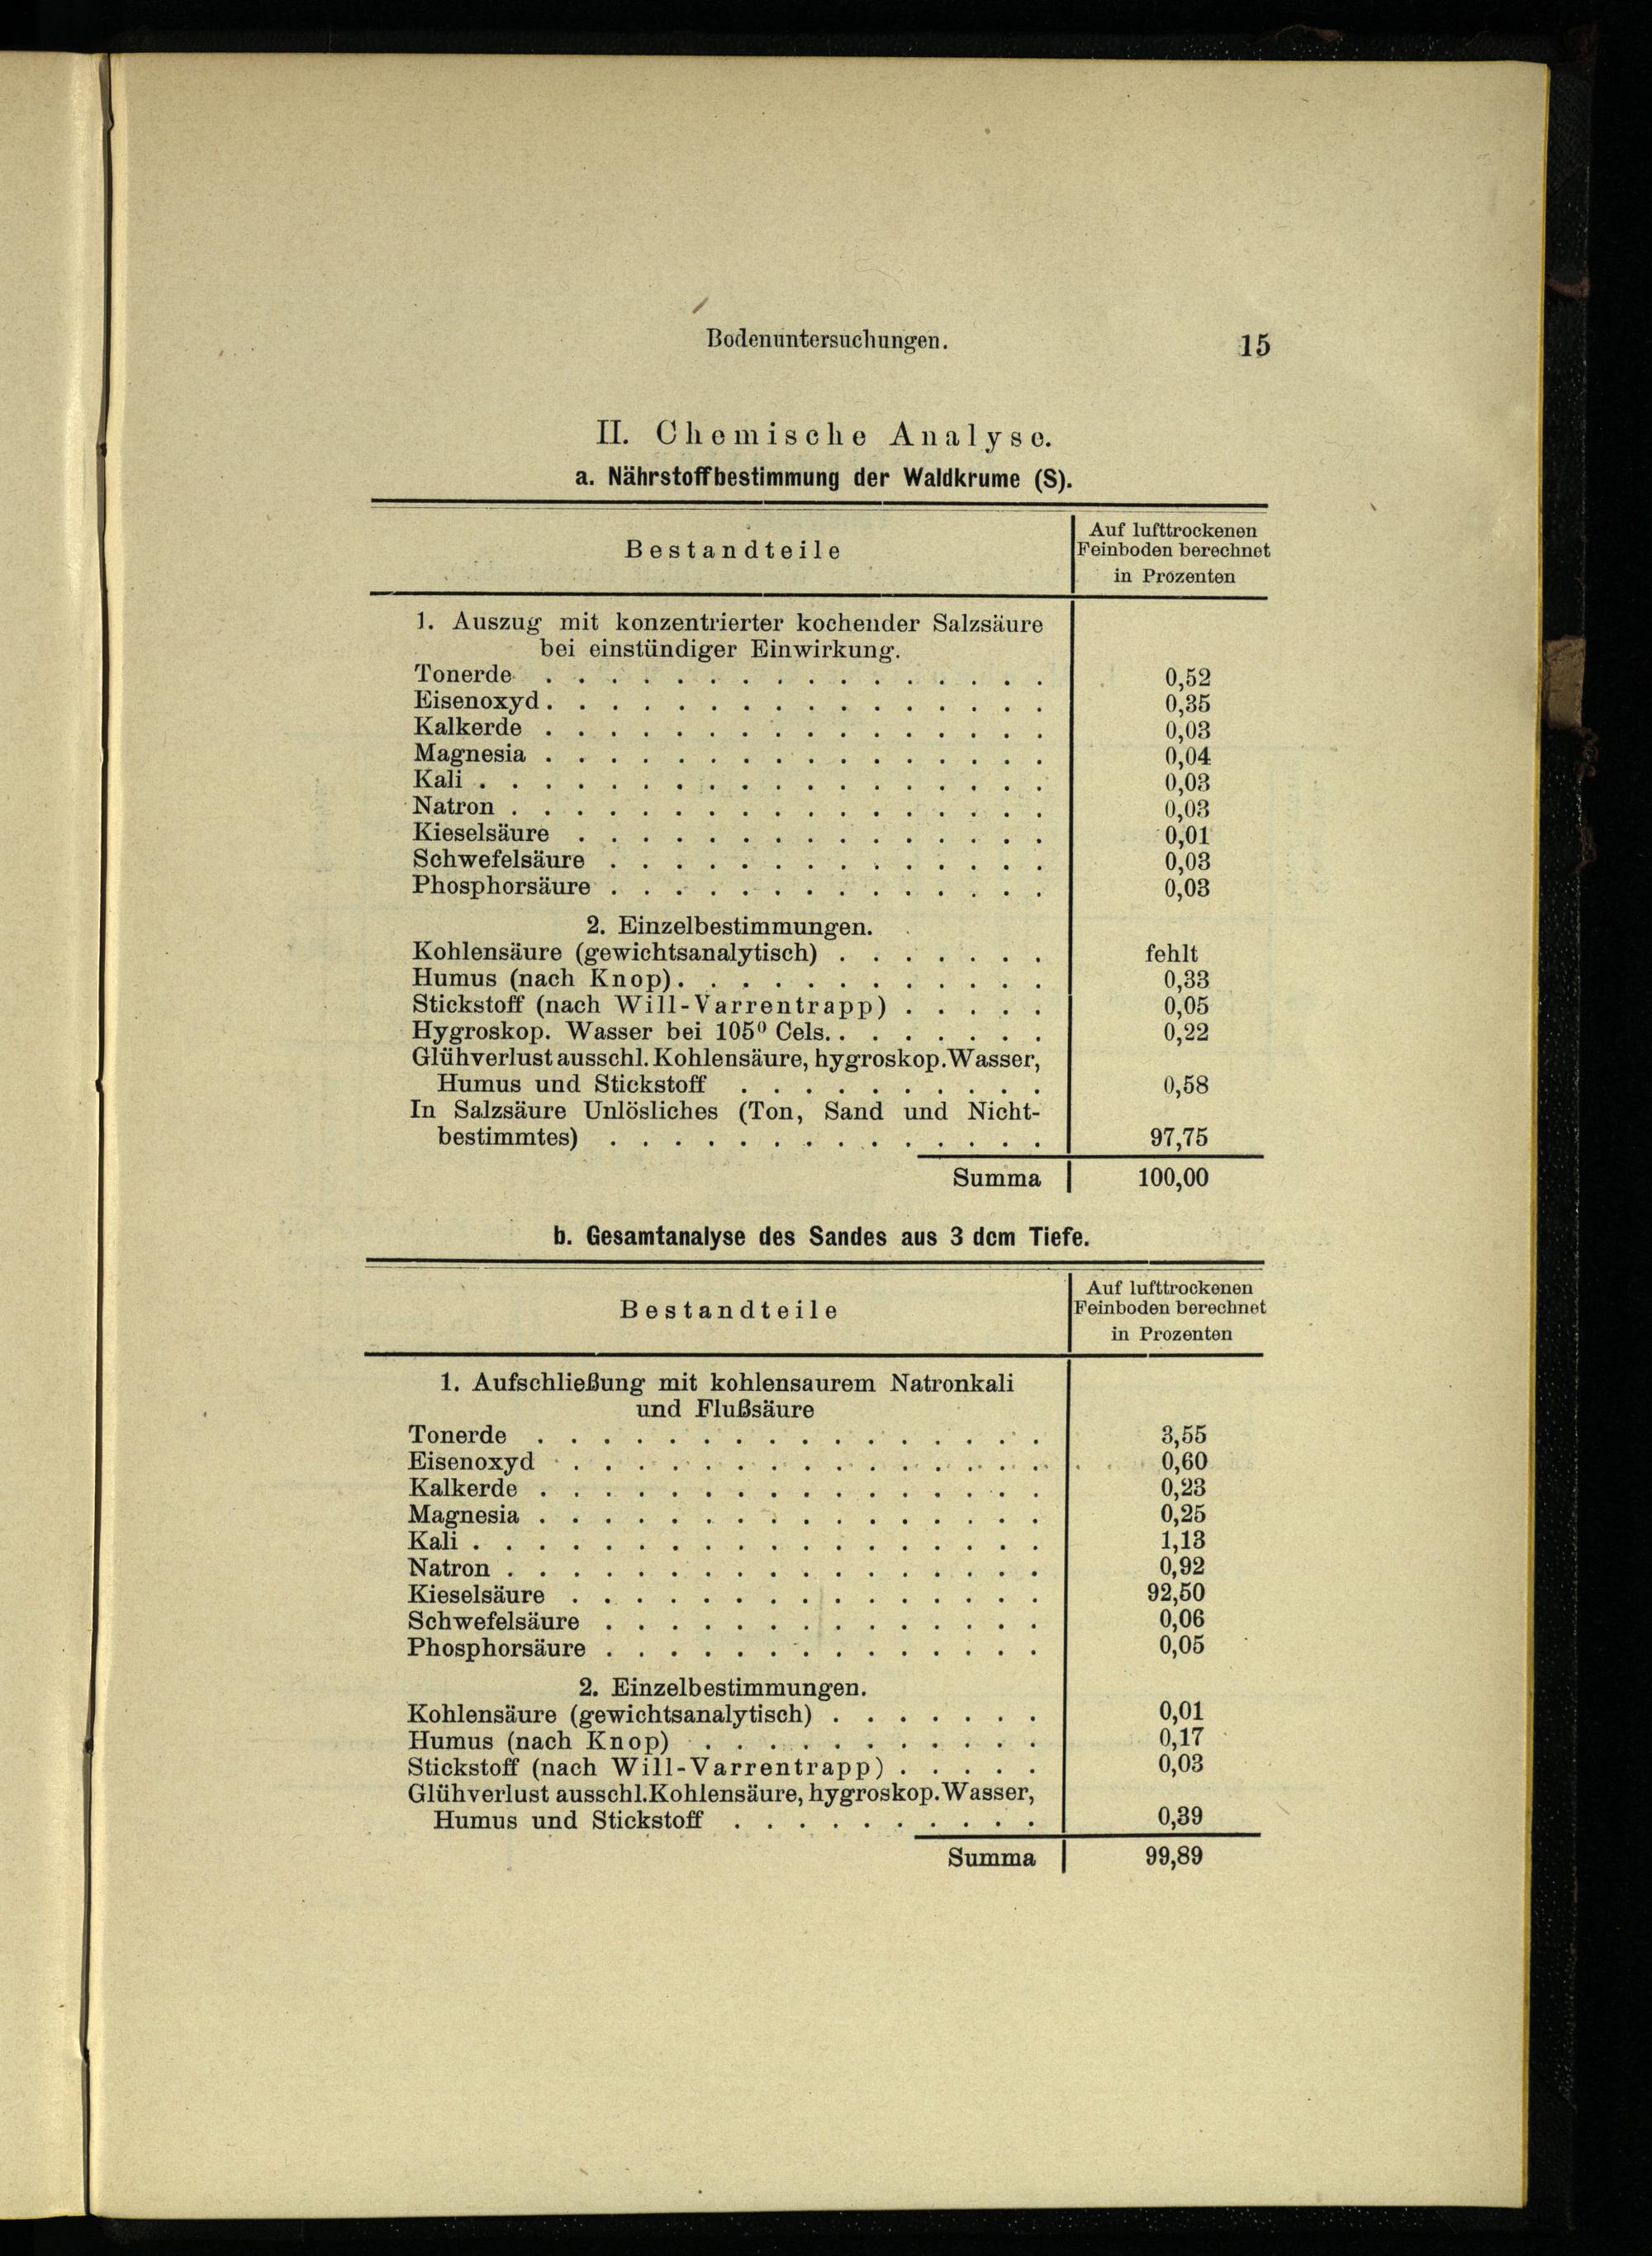 Bodenuntersuchungen. 15
II. Chemische Analyse.
a. Nährstoffbestimmung der Waldkrume (S).
Bestandteile
Auf lufttrockenen
Feinboden berechnet
in Prozenten
1. Auszug mit konzentrierter kochender Salzsäure
bei einstündiger Einwirkung.
Tonerde . . . . . . . . . . . . . . . . 0,52
Eisenoxyd . . . . . . . . . . . . . . . . 0,35
Kalkerde . . . . . . . . . . . . . . . . 0,03
Magnesia . . . . . . . . . . . . . . . . 0,04
Kali . . . . . . . . . . . . . . . . . . 0,03
Natron . . . . . . . . . . . . . . . . . 0,03
Kieselsäure . . . . . . . . . . . . . . . 0,01
Schwefelsäure . . . . . . . . . . . . . . 0,03
Phosphorsäure . . . . . . . . . . . . . . 0,03
2. Einzelbestimmungen.
Kohlensäure (gewichtsanalytisch) . . . . . . . fehlt
Humus (nach Knop) . . . . . . . . . . . . 0,33
Stickstoff (nach Will-Varrentrapp) . . . . . 0,05
Hygroskop. Wasser bei 105⁰ Cels. . . . . . . . 0,22
Glühverlust ausschl. Kohlensäure, hygroskop. Wasser,
Humus und Stickstoff . . . . . . . . . . 0,58
In Salzsäure Unlösliches (Ton, Sand und Nicht-
bestimmtes) . . . . . . . . . . . . . . 97,75
Summa 100,00
b. Gesamtanalyse des Sandes aus 3 dcm Tiefe.
Bestandteile
Auf lufttrockenen
Feinboden berechnet
in Prozenten
1. Aufschließung mit kohlensaurem Natronkali
und Flußsäure
Tonerde . . . . . . . . . . . . . . . . 3,55
Eisenoxyd . . . . . . . . . . . . . . . 0,60
Kalkerde . . . . . . . . . . . . . . . . 0,23
Magnesia . . . . . . . . . . . . . . . . 0,25
Kali . . . . . . . . . . . . . . . . . . 1,13
Natron . . . . . . . . . . . . . . . . . 0,92
Kieselsäure . . . . . . . . . . . . . . . 92,50
Schwefelsäure . . . . . . . . . . . . . . 0,06
Phosphorsäure . . . . . . . . . . . . . . 0,05
2. Einzelbestimmungen.
Kohlensäure (gewichtsanalytisch) . . . . . . . 0,01
Humus (nach Knop) . . . . . . . . . . . 0,17
Stickstoff (nach Will-Varrentrapp) . . . . . 0,03
Glühverlust ausschl. Kohlensäure, hygroskop. Wasser,
Humus und Stickstoff . . . . . . . . . . 0,39
Summa 99,89